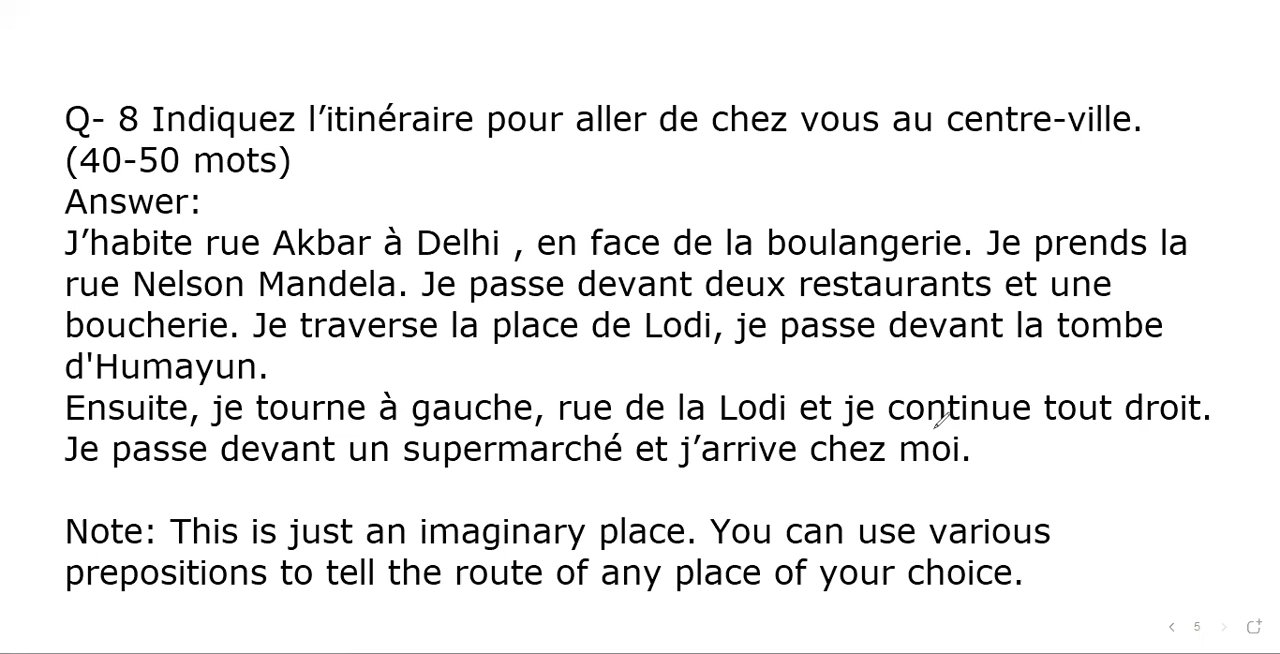 Q- 8 Indiquez l’itinéraire pour aller de chez vous au centre-ville.
(40-50 mots)
Answer:
J’habite rue Akbar à Delhi , en face de la boulangerie. Je prends la
rue Nelson Mandela. Je passe devant deux restaurants et une
boucherie. Je traverse la place de Lodi, je passe devant la tombe
d'Humayun.
Ensuite, je tourne à gauche, rue de la Lodi et je continue tout droit.
Je passe devant un supermarché et j’arrive chez moi.
Note: This is just an imaginary place. You can use various
prepositions to tell the route of any place of your choice.
5